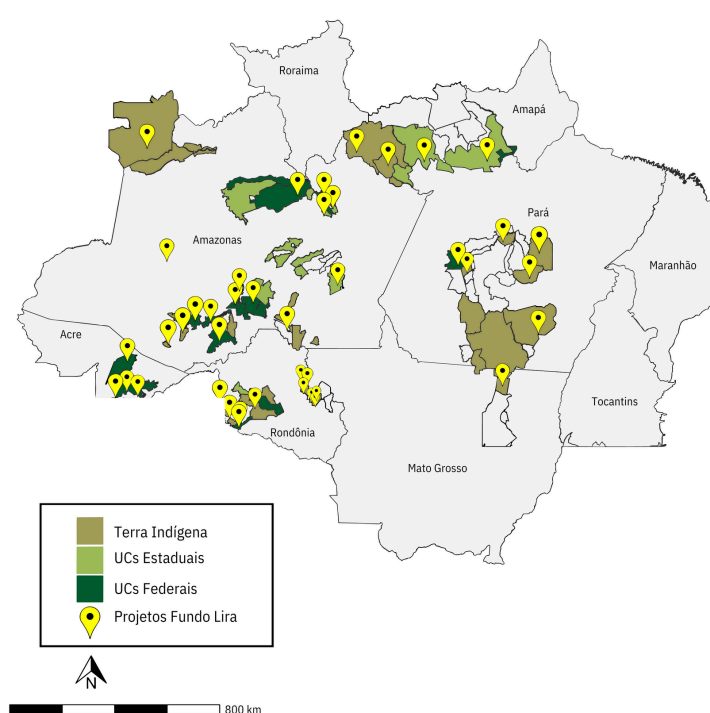 Roraima
Amapá
Pará
Amazonas
Maranhão
Acre
Tocantins
Rondônia
Mato Grosso
Terra Indígena
UCs Estaduais
UCs Federais
Projetos Fundo Lira
N
800 km